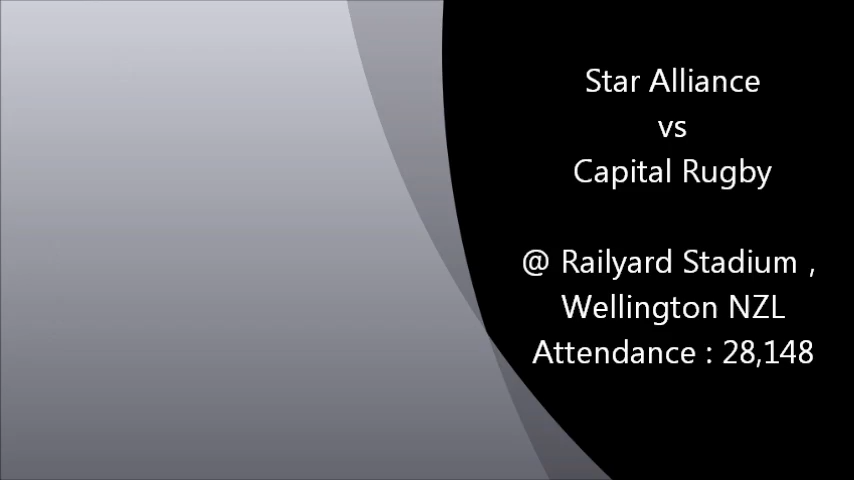 Star Alliance
vs
Capital Rugby
@ Railyard Stadium ,
Wellington NZL
Attendance : 28,148